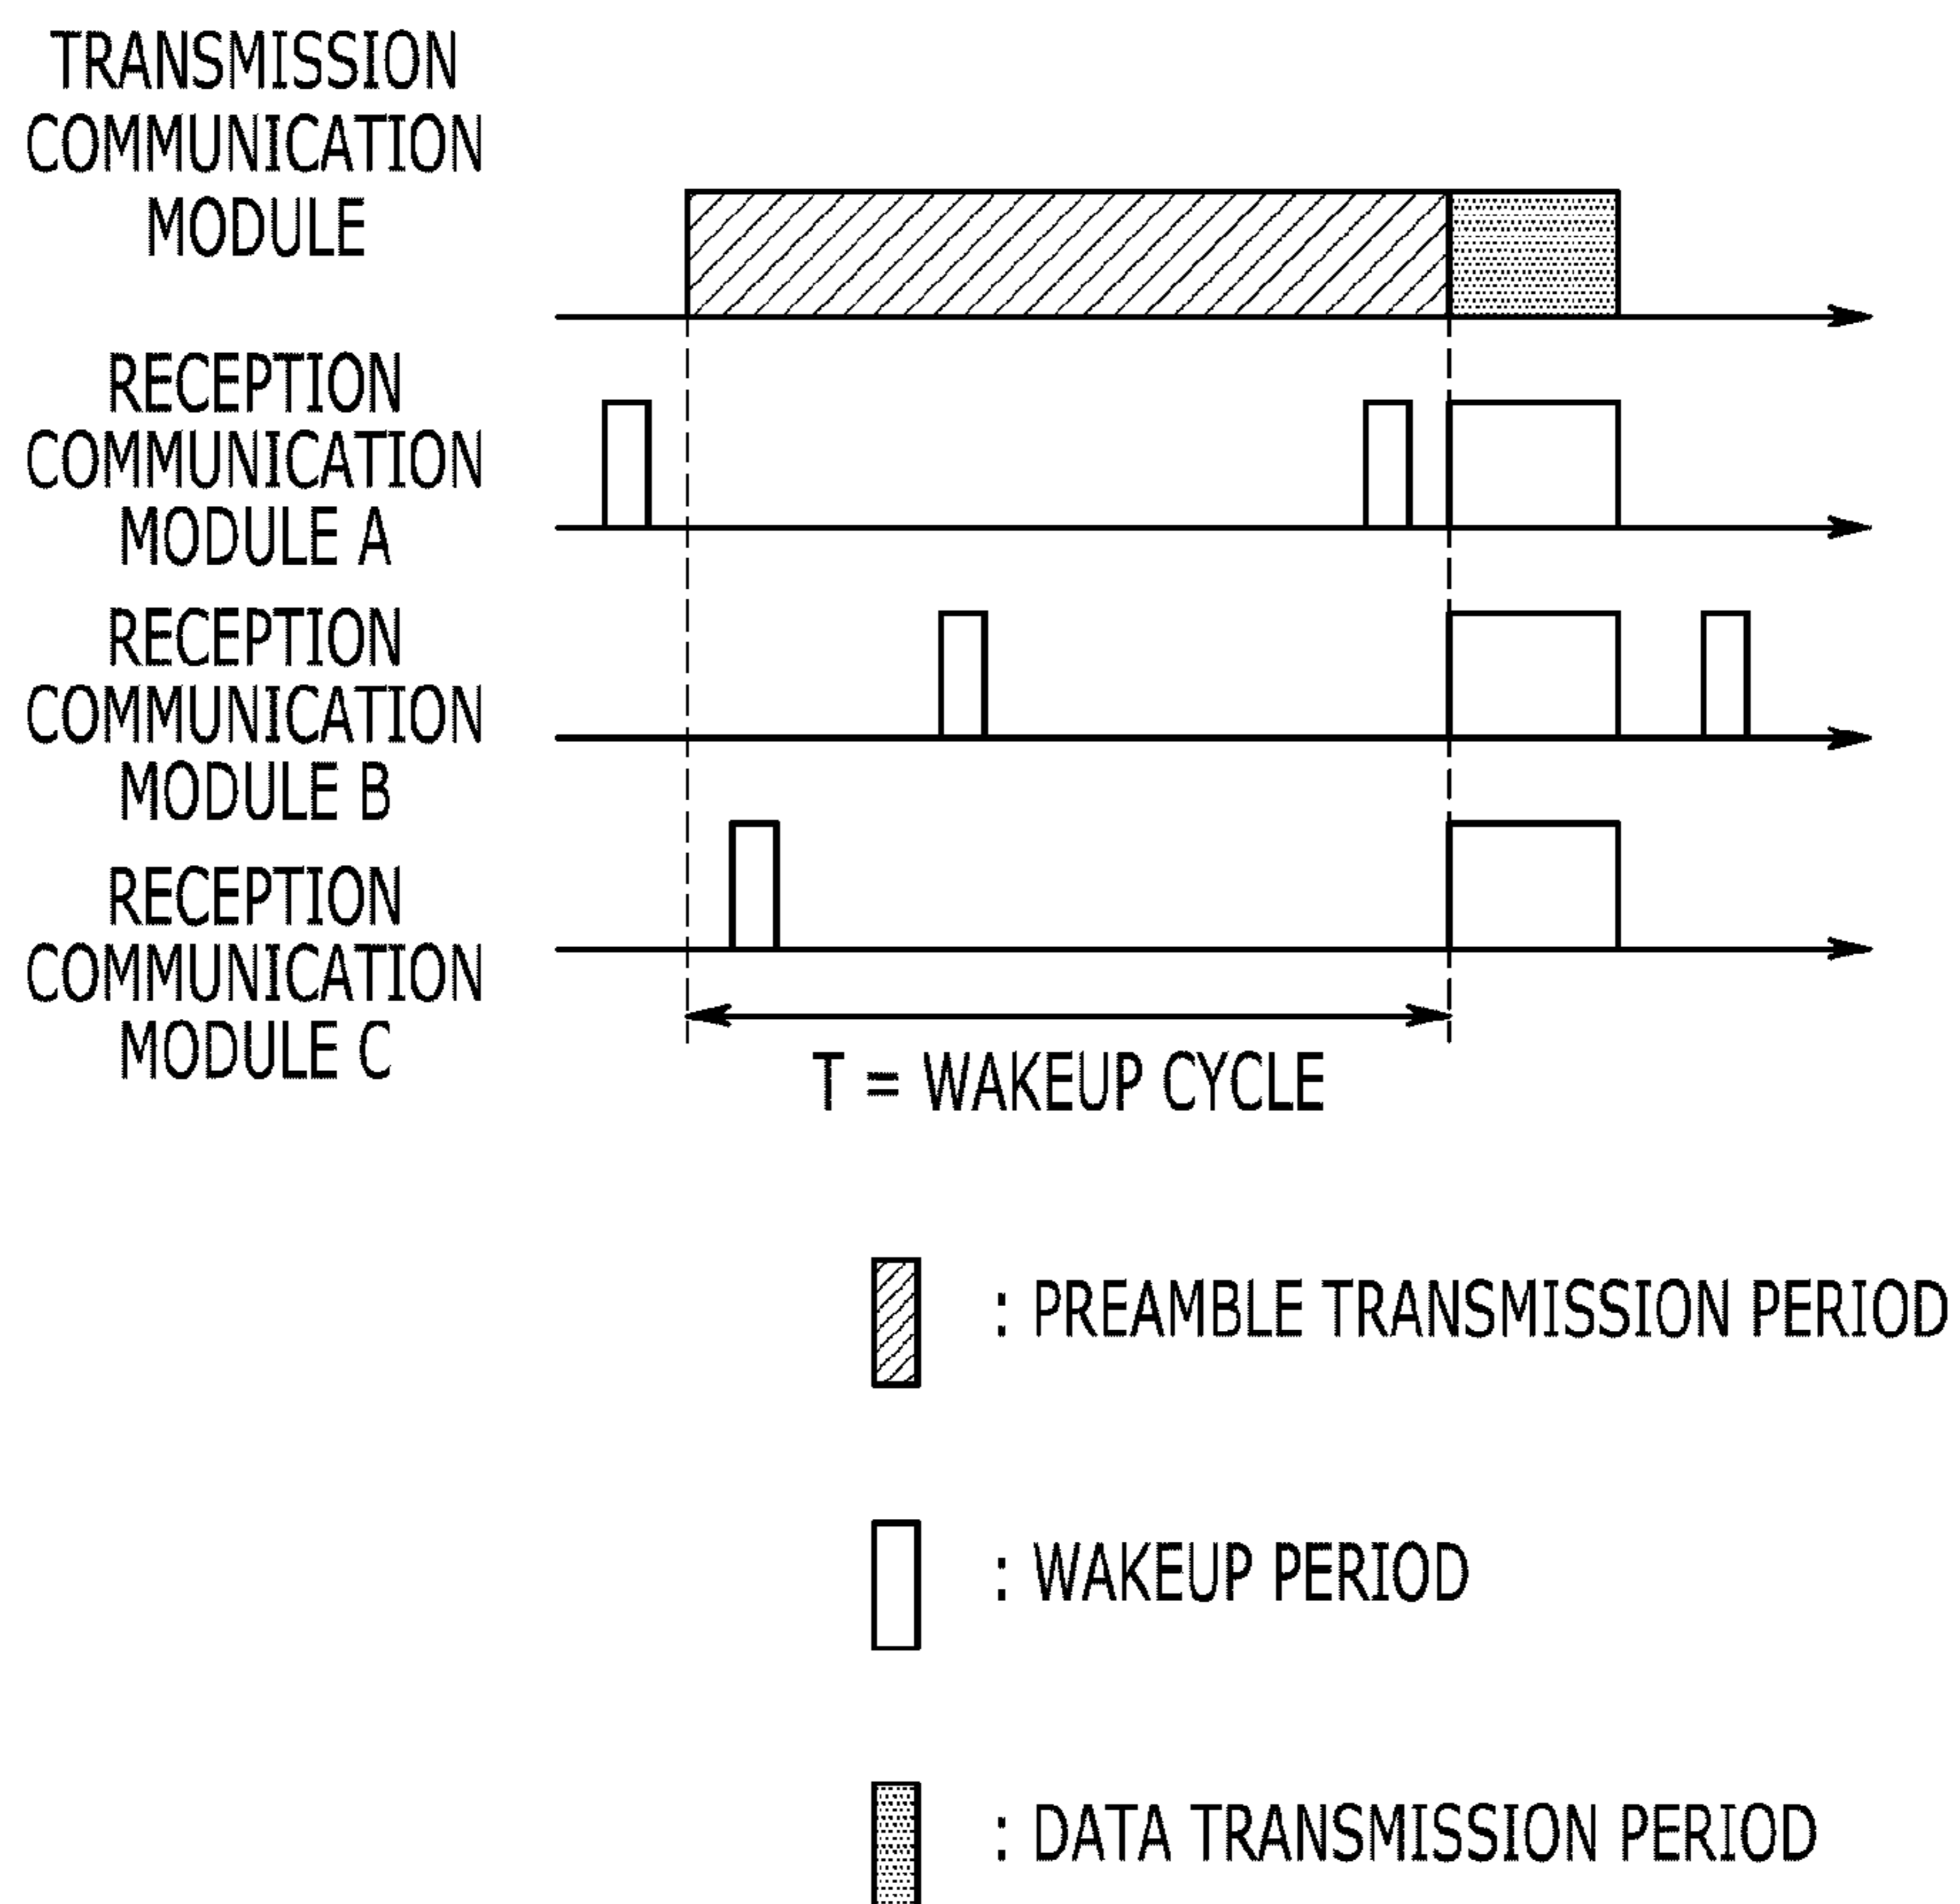 TRANSMISSION
COMMUNICATION
MODULE
RECEPTION
COMMUNICATION
MODULE A
RECEPTION
COMMUNICATION
MODULE B
RECEPTION
COMMUNICATION
MODULE C
T = WAKEUP CYCLE
: PREAMBLE TRANSMISSION PERIOD
: WAKEUP PERIOD
: DATA TRANSMISSION PERIOD